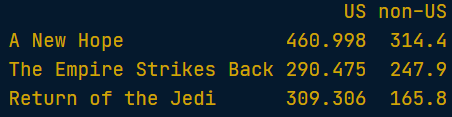 US non-US
A New Hope 460.998 314.4
The Empire Strikes Back 290.475 247.9
Return of the Jedi 309.306 165.8